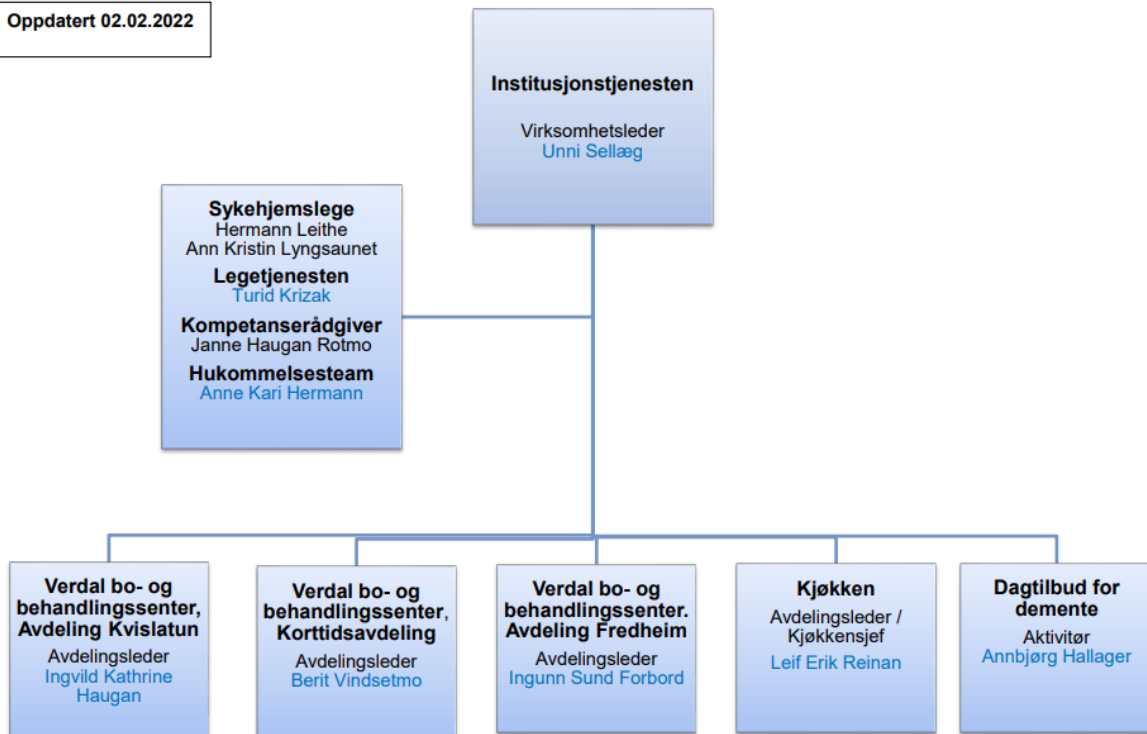 Oppdatert 02.02.2022
Institusjonstjenesten
Virksomhetsleder
Unni Sellæg
Sykehjemslege
Hermann Leithe
Ann Kristin Lyngsaunet
Legetjenesten
Turid Krizak
Kompetanserådgiver
Janne Haugan Rotmo
Hukommelsesteam
Anne Kari Hermann
Verdal bo- og
behandlingssenter,
Avdeling Kvislatun
Avdelingsleder
Ingvild Kathrine
Haugan
Verdal bo- og
behandlingssenter,
Korttidsavdeling
Avdelingsleder
Berit Vindsetmo
Verdal bo- og
behandlingssenter.
Avdeling Fredheim
Avdelingsleder
Ingunn Sund Forbord
Kjøkken
Avdelingsleder /
Kjøkkensjef
Leif Erik Reinan
Dagtilbud for
demente
Aktivitør
Annbjørg Hallager